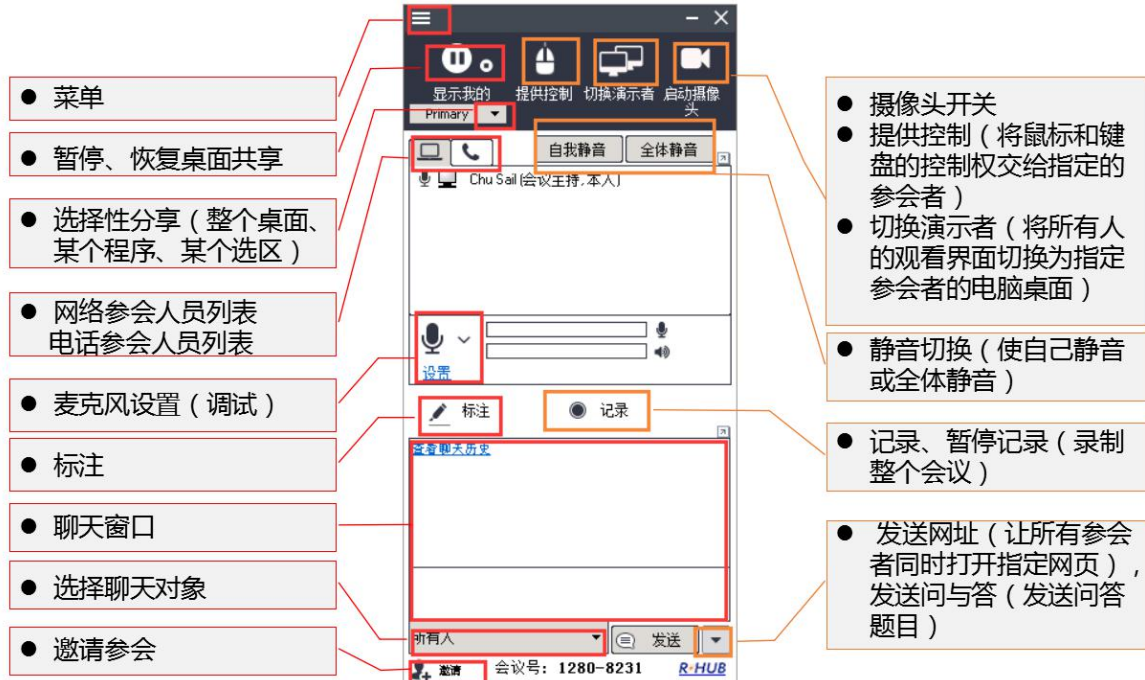 ● 菜单
● 暂停、恢复桌面共享
● 选择性分享（整个桌面、
某个程序、某个选区）
● 网络参会人员列表
电话参会人员列表
● 麦克风设置（调试）
● 标注
● 聊天窗口
● 选择聊天对象
● 邀请参会
显示我的
Primary
提供控制
切换演示者
启动摄像
头
自我静音
全体静音
Chu Sail(会议主持,本人)
设置
标注
记录
查看聊天历史
所有人
发送
邀请
会议号: 1280-8231
R·HUB
● 摄像头开关
● 提供控制（将鼠标和键
盘的控制权交给指定的
参会者）
● 切换演示者（将所有人
的观看界面切换为指定
参会者的电脑桌面）
● 静音切换（使自己静音
或全体静音）
● 记录、暂停记录（录制
整个会议）
● 发送网址（让所有参会
者同时打开指定网页），
发送问与答（发送问答
题目）